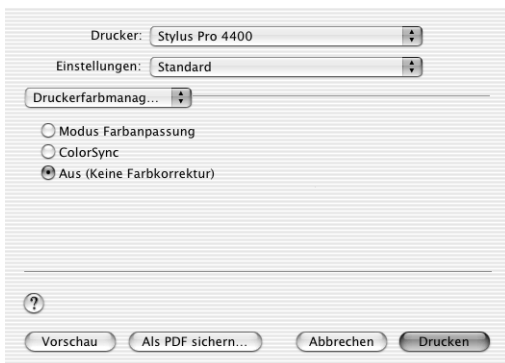 Drucker: Stylus Pro 4400
Einstellungen: Standard
Druckerfarbmanag...
Modus Farbanpassung
ColorSync
Aus (Keine Farbkorrektur)
?
Vorschau Als PDF sichern... Abbrechen Drucken